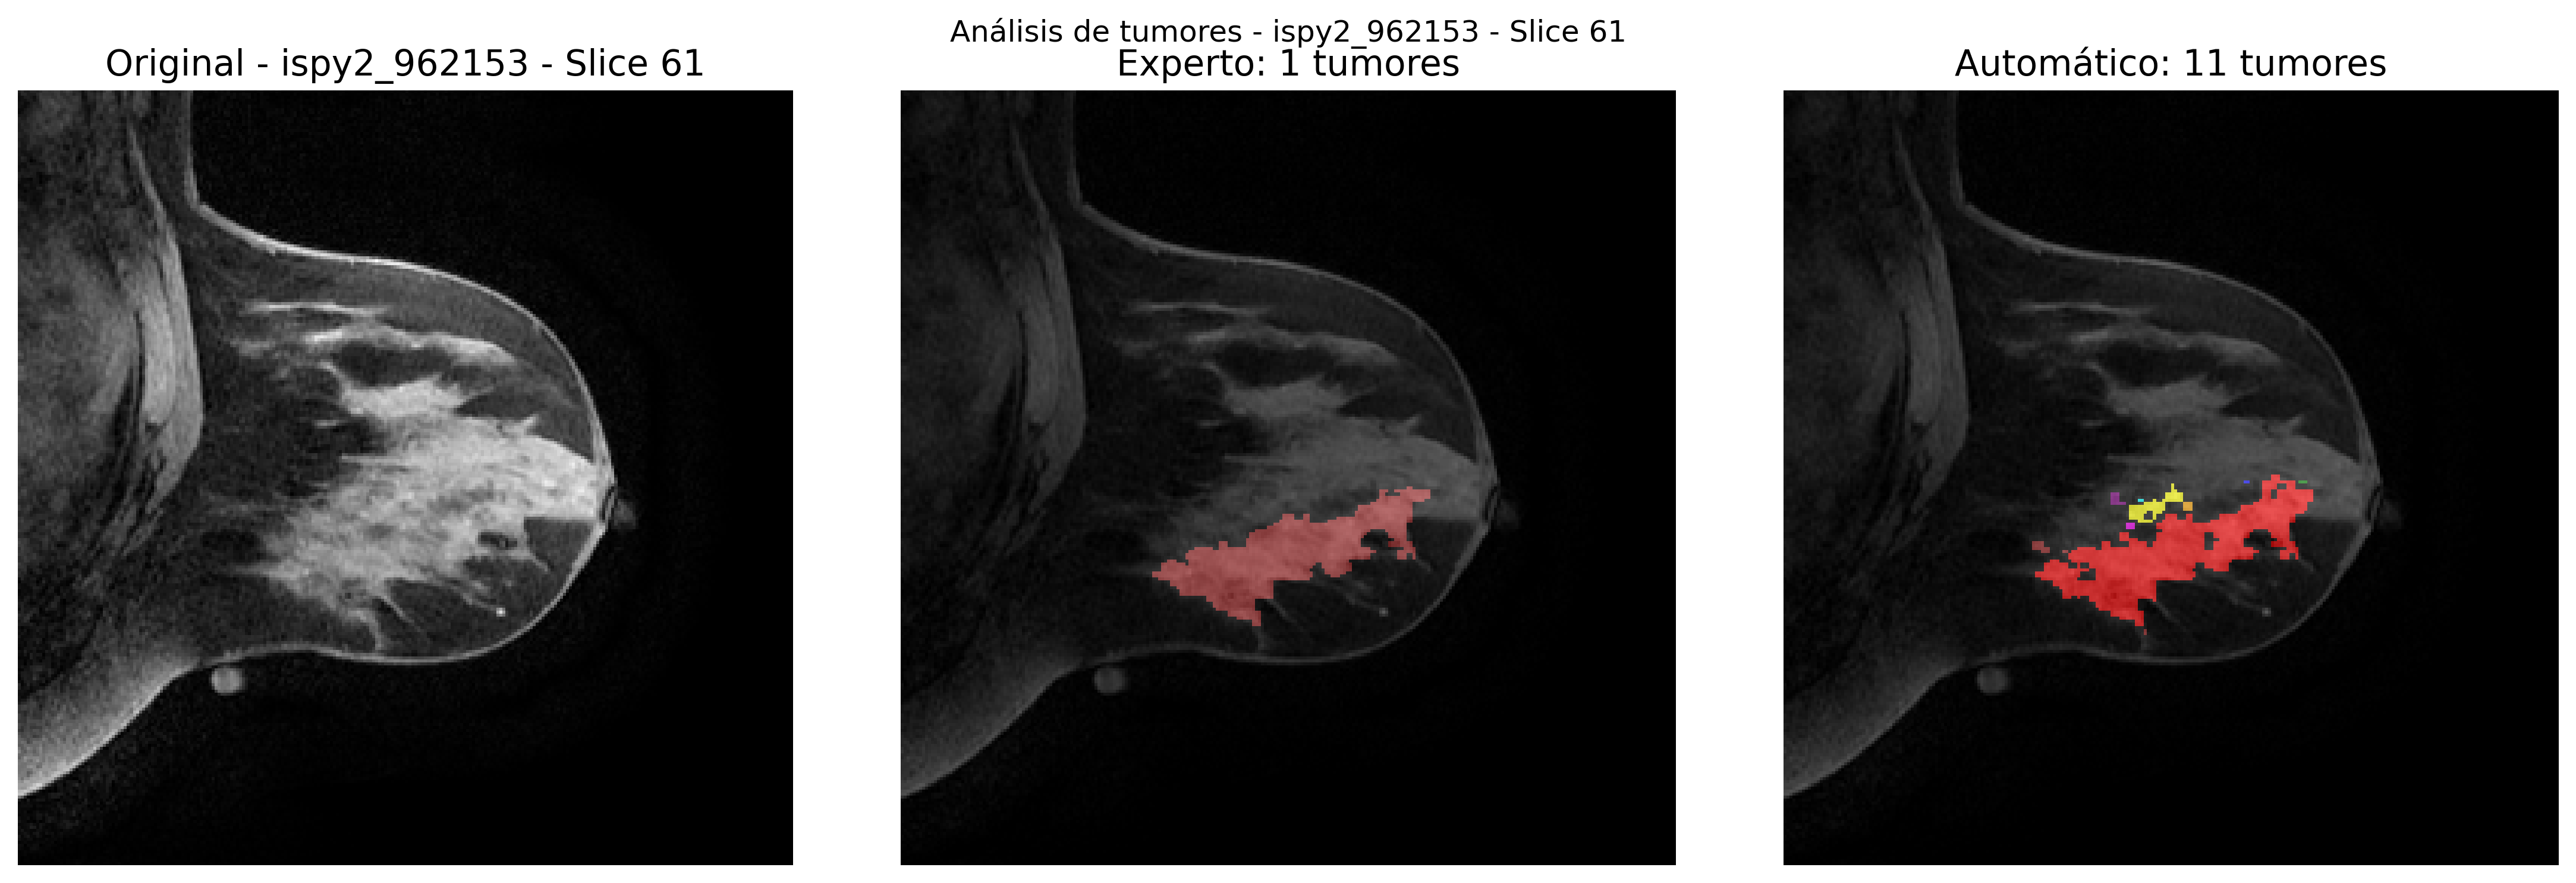 Análisis de tumores - ispy2_962153 - Slice 61
Original - ispy2_962153 - Slice 61
Experto: 1 tumores
Automático: 11 tumores